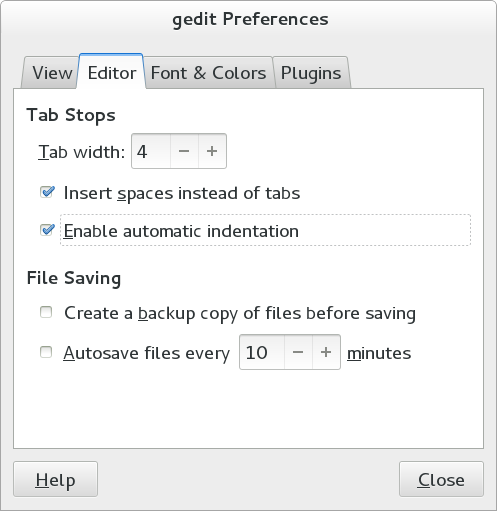 gedit Preferences
View Editor Font & Colors Plugins
Tab Stops
Tab width: 4
Insert spaces instead of tabs
Enable automatic indentation
File Saving
Create a backup copy of files before saving
Autosave files every 10 minutes
Help Close